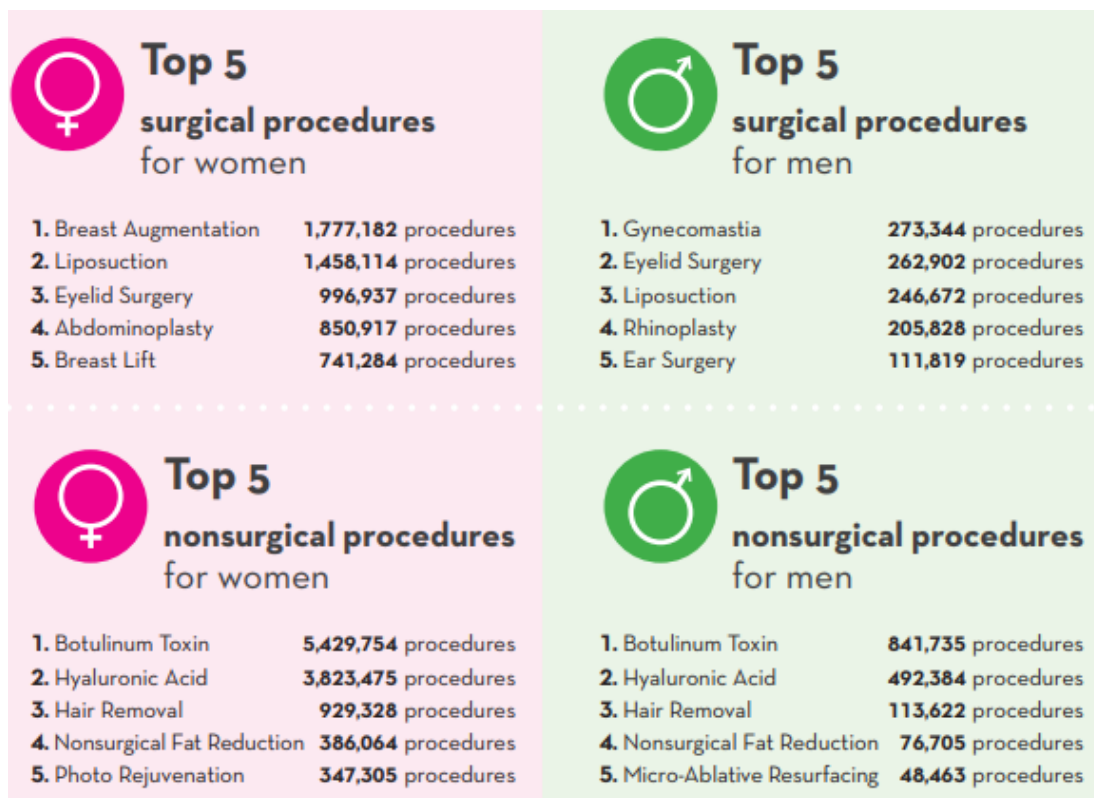 Top 5
surgical procedures
for women
1. Breast Augmentation 1,777,182 procedures
2. Liposuction 1,458,114 procedures
3. Eyelid Surgery 996,937 procedures
4. Abdominoplasty 850,917 procedures
5. Breast Lift 741,284 procedures
Top 5
surgical procedures
for men
1. Gynecomastia 273,344 procedures
2. Eyelid Surgery 262,902 procedures
3. Liposuction 246,672 procedures
4. Rhinoplasty 205,828 procedures
5. Ear Surgery 111,819 procedures
Top 5
nonsurgical procedures
for women
1. Botulinum Toxin 5,429,754 procedures
2. Hyaluronic Acid 3,823,475 procedures
3. Hair Removal 929,328 procedures
4. Nonsurgical Fat Reduction 386,064 procedures
5. Photo Rejuvenation 347,305 procedures
Top 5
nonsurgical procedures
for men
1. Botulinum Toxin 841,735 procedures
2. Hyaluronic Acid 492,384 procedures
3. Hair Removal 113,622 procedures
4. Nonsurgical Fat Reduction 76,705 procedures
5. Micro-Ablative Resurfacing 48,463 procedures